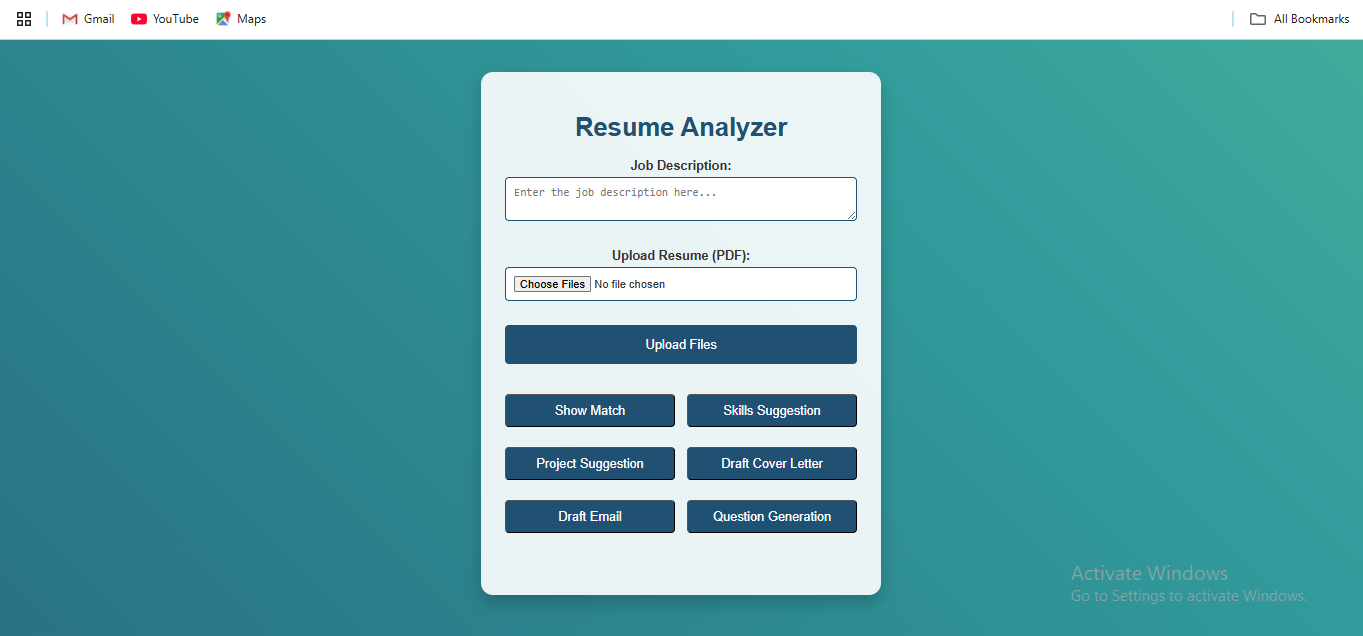 Gmail YouTube Maps All Bookmarks
Resume Analyzer
Job Description:
Enter the job description here...
Upload Resume (PDF):
Choose Files No file chosen
Upload Files
Show Match Skills Suggestion
Project Suggestion Draft Cover Letter
Draft Email Question Generation
Activate Windows
Go to Settings to activate Windows.